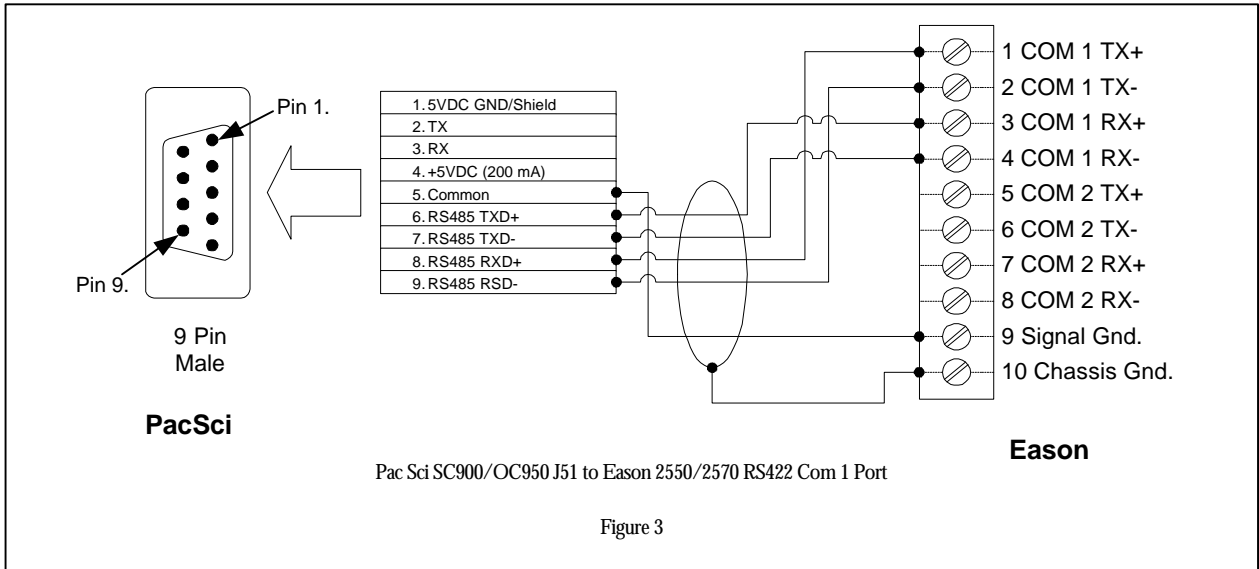 Pin 1.
Pin 9.
9 Pin
Male
PacSci
1. 5VDC GND/Shield
2. TX
3. RX
4. +5VDC (200 mA)
5. Common
6. RS485 TXD+
7. RS485 TXD-
8. RS485 RXD+
9. RS485 RSD-
1 COM 1 TX+
2 COM 1 TX-
3 COM 1 RX+
4 COM 1 RX-
5 COM 2 TX+
6 COM 2 TX-
7 COM 2 RX+
8 COM 2 RX-
9 Signal Gnd.
10 Chassis Gnd.
Eason
Pac Sci SC900/OC950 J51 to Eason 2550/2570 RS422 Com 1 Port
Figure 3